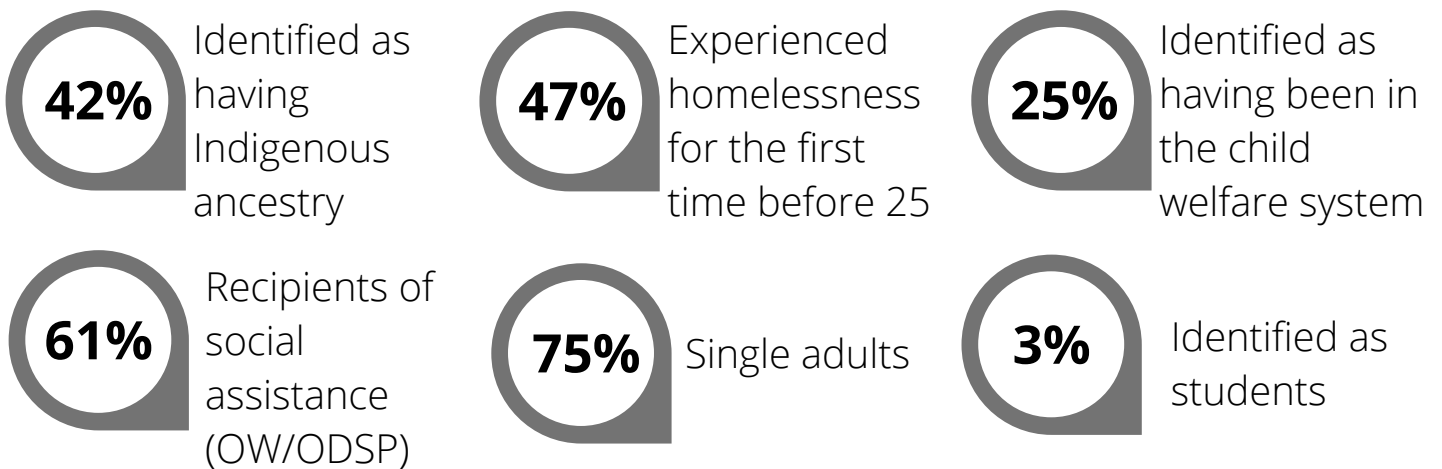 42%
Identified as
having
Indigenous
ancestry
47%
Experienced
homelessness
for the first
time before 25
25%
Identified as
having been in
the child
welfare system
61%
Recipients of
social
assistance
(OW/ODSP)
75%
Single adults
3%
Identified as
students